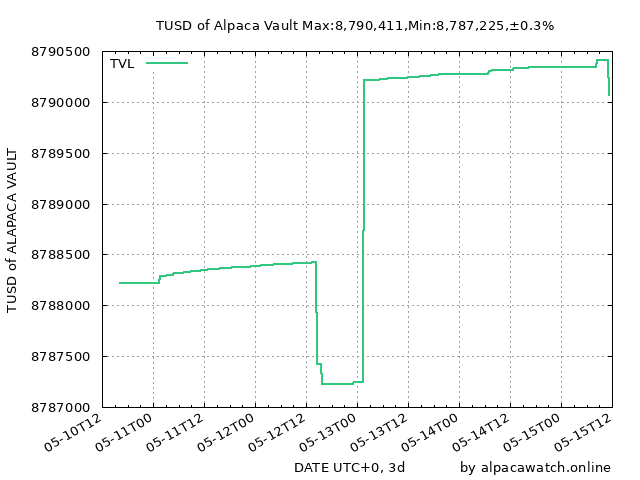 TUSD of Alpaca Vault Max:8,790,411,Min:8,787,225,±0.3%
TVL
8790500
8790000
8789500
8789000
8788500
8788000
8787500
8787000
TUSD of ALAPACA VAULT
05-10T12
05-11T00
05-11T12
05-12T00
05-12T12
05-13T00
05-13T12
05-14T00
05-14T12
05-15T00
05-15T12
DATE UTC+0, 3d
by alpacawatch.online